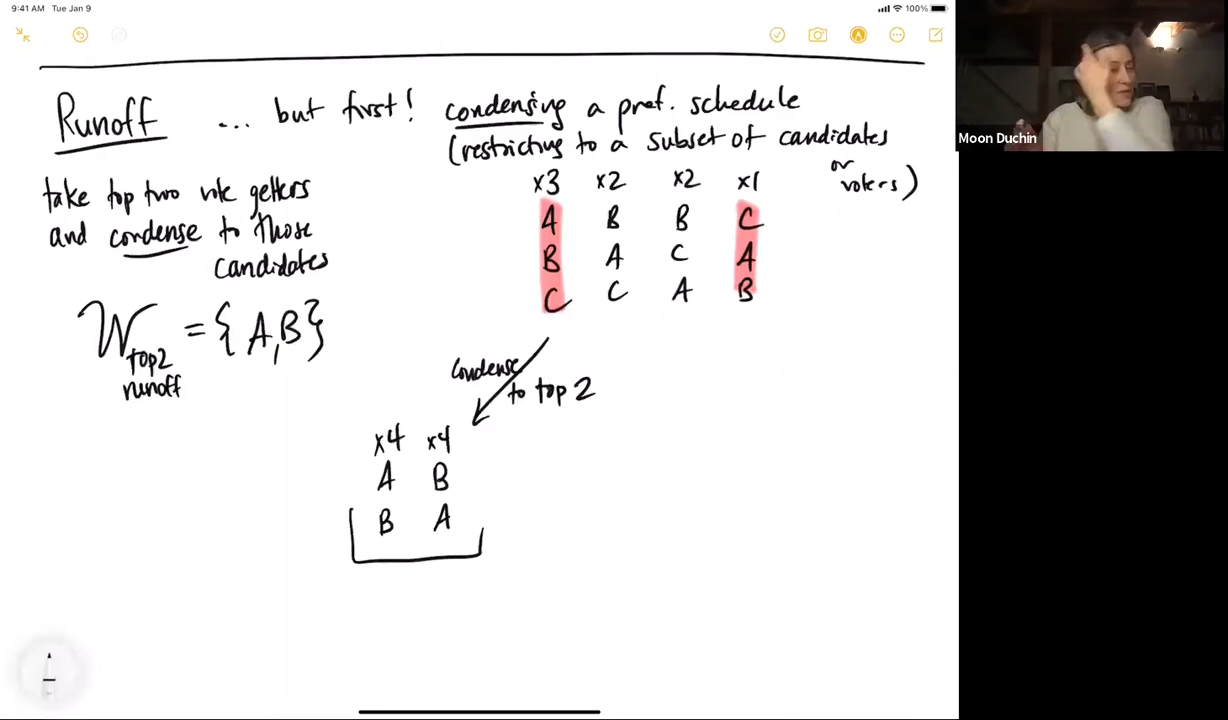 9:41 AM Tue Jan 9
100%
Runoff ... but first! condensing a pref. schedule
(restricting to a subset of candidates
or voters)
take top two vote getters
and condense to those
candidates
W top2 runoff = {A,B}
x3 x2 x2 x1
A B B C
B A C A
C C A B
condense
to top 2
x4 x4
A B
B A
Moon Duchin